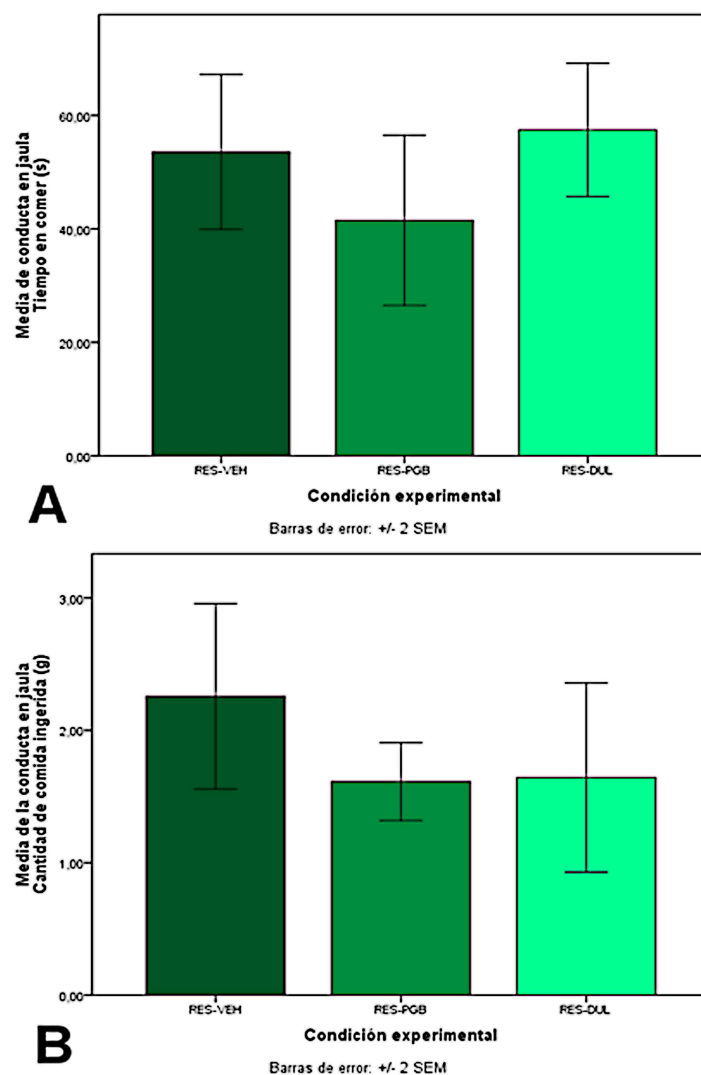 Media de conducta en jaula
Tiempo en comer (s)
60,00
40,00
20,00
0,00
RES-VEH
RES-PGB
RES-DUL
Condición experimental
A
Barras de error: +/- 2 SEM
Media de la conducta en jaula
Cantidad de comida ingerida (g)
3,00
2,00
1,00
0,00
RES-VEH
RES-PGB
RES-DUL
Condición experimental
B
Barras de error: +/- 2 SEM